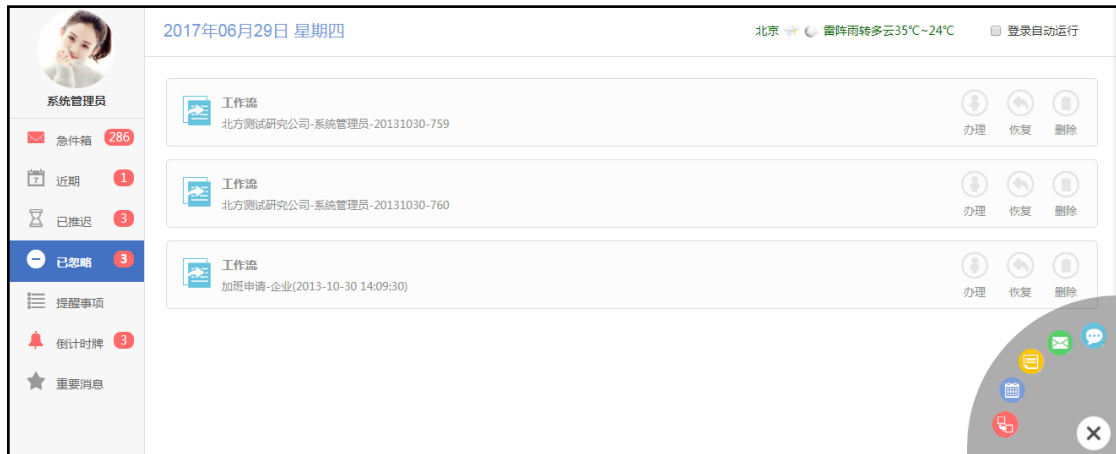 2017年06月29日 星期四
北京 雷阵雨转多云35℃~24℃
登录自动运行
系统管理员
急件箱 286
7 近期 1
已推迟 3
已忽略 3
提醒事项
倒计时牌 3
重要消息
工作流
北方测试研究公司-系统管理员-20131030-759
办理 恢复 删除
工作流
北方测试研究公司-系统管理员-20131030-760
办理 恢复 删除
工作流
加班申请-企业(2013-10-30 14:09:30)
办理 恢复 删除